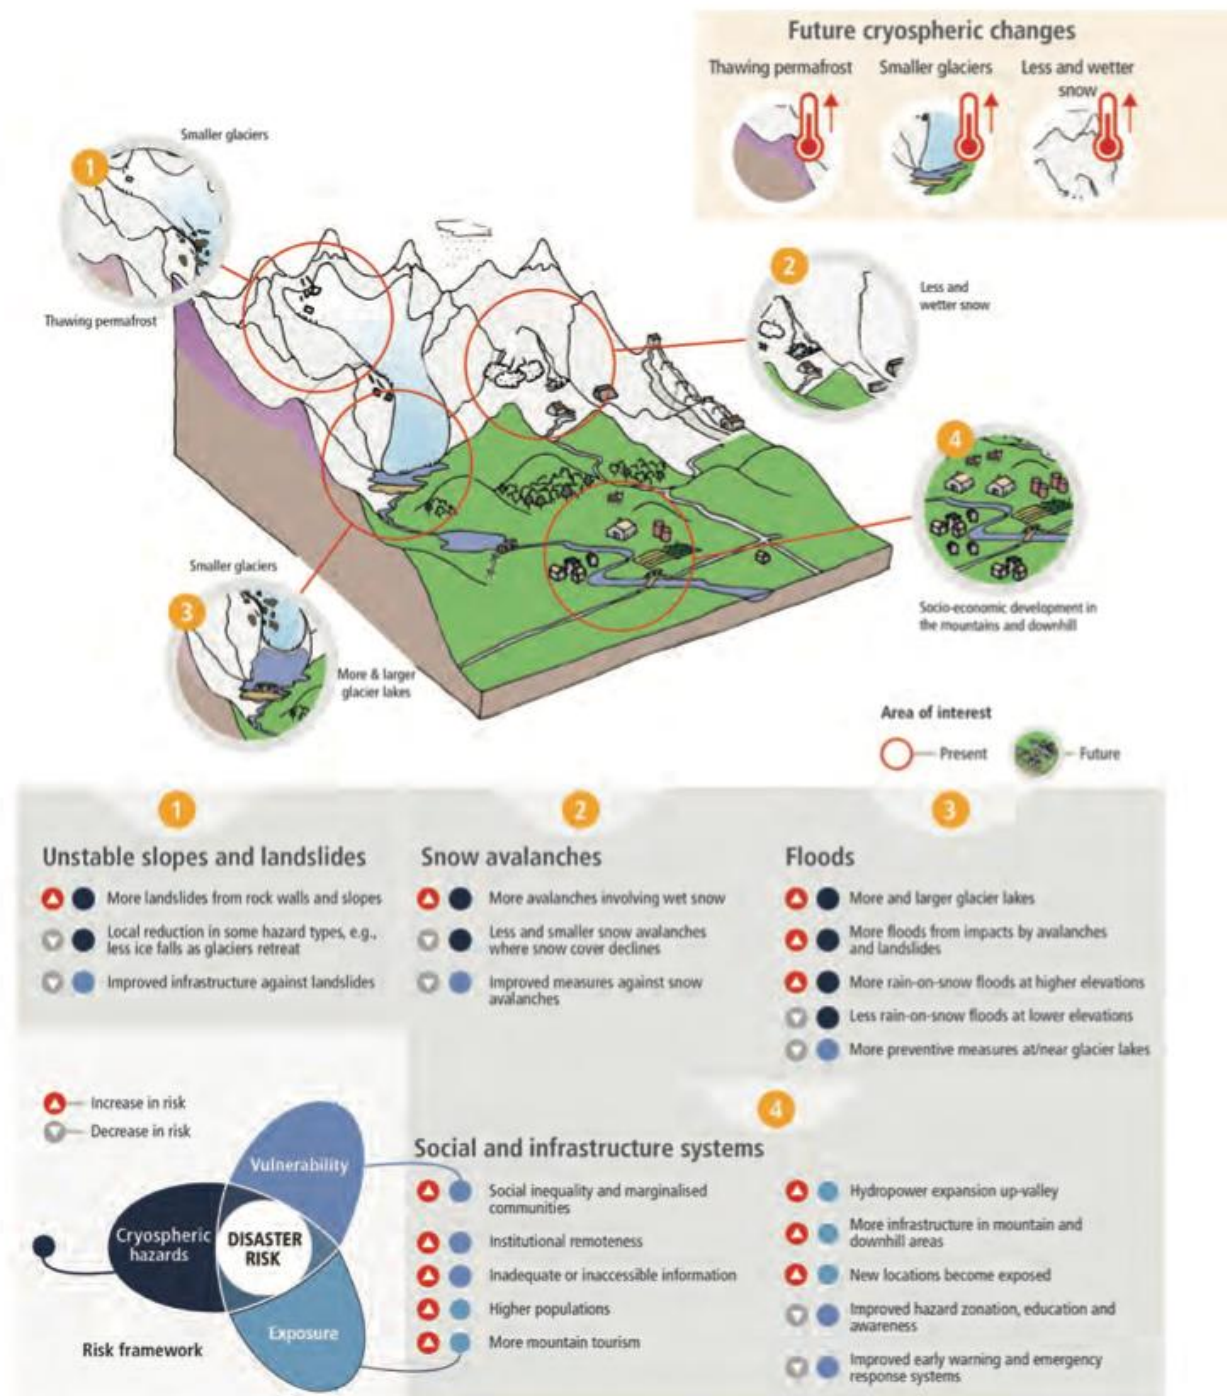 Future cryospheric changes
Thawing permafrost
Smaller glaciers
Less and wetter
snow
1
Smaller glaciers
Thawing permafrost
2
Less and
wetter snow
4
Socio-economic development in
the mountains and downhill
Smaller glaciers
3
More & larger
glacier lakes
Area of interest
Present
Future
1
Unstable slopes and landslides
More landslides from rock walls and slopes
Local reduction in some hazard types, e.g.,
less ice falls as glaciers retreat
Improved infrastructure against landslides
2
Snow avalanches
More avalanches involving wet snow
Less and smaller snow avalanches
where snow cover declines
Improved measures against snow
avalanches
3
Floods
More and larger glacier lakes
More floods from impacts by avalanches
and landslides
More rain-on-snow floods at higher elevations
Less rain-on-snow floods at lower elevations
More preventive measures at/near glacier lakes
Increase in risk
Decrease in risk
Vulnerability
Cryospheric
hazards
DISASTER
RISK
Exposure
Risk framework
4
Social and infrastructure systems
Social inequality and marginalised
communities
Institutional remoteness
Inadequate or inaccessible information
Higher populations
More mountain tourism
Hydropower expansion up-valley
More infrastructure in mountain and
downhill areas
New locations become exposed
Improved hazard zonation, education and
awareness
Improved early warning and emergency
response systems